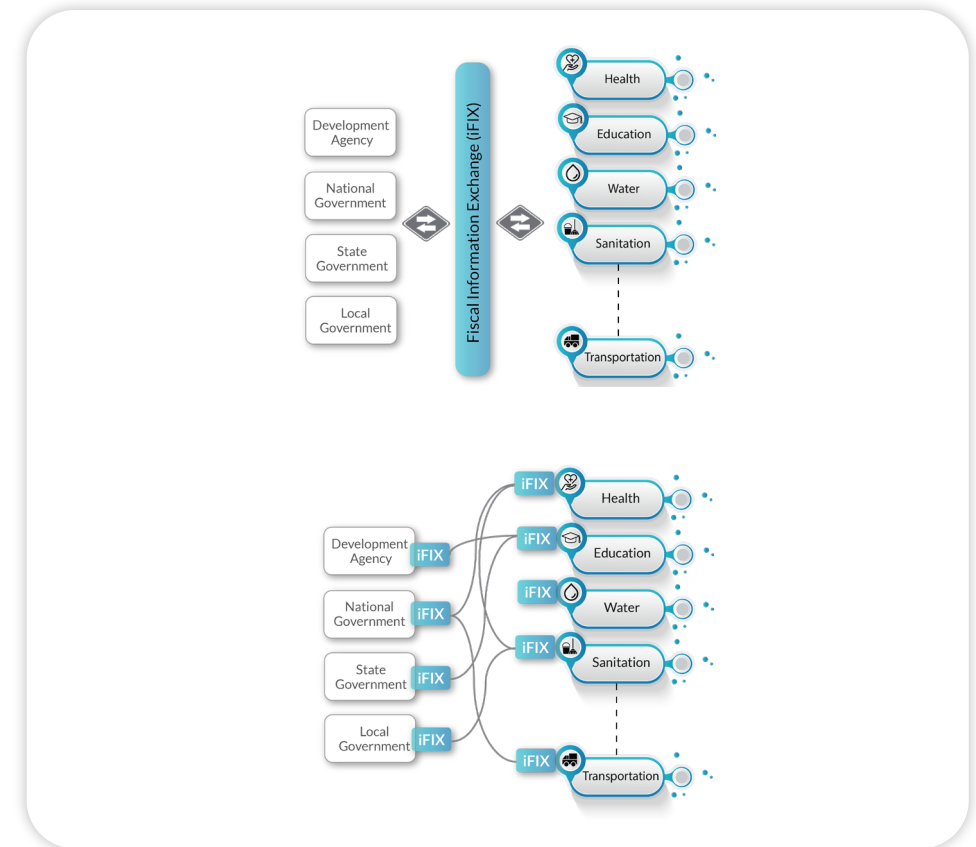 Development
Agency
National
Government
State
Government
Local
Government
Fiscal Information Exchange (iFIX)
Health
Education
Water
Sanitation
Transportation
Development
Agency
iFIX
National
Government
iFIX
State
Government
iFIX
Local
Government
iFIX
iFIX
Health
iFIX
Education
iFIX
Water
iFIX
Sanitation
iFIX
Transportation